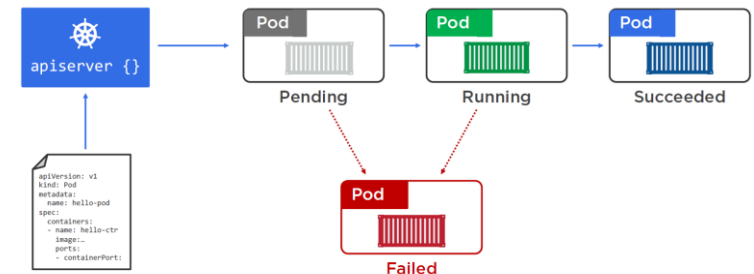 apiserver {}
Pod
Pending
Pod
Running
Pod
Succeeded
apiVersion: v1
kind: Pod
metadata:
  name: hello-pod
spec:
  containers:
  - name: hello-ctr
    image:…
    ports:
    - containerPort:
Pod
Failed